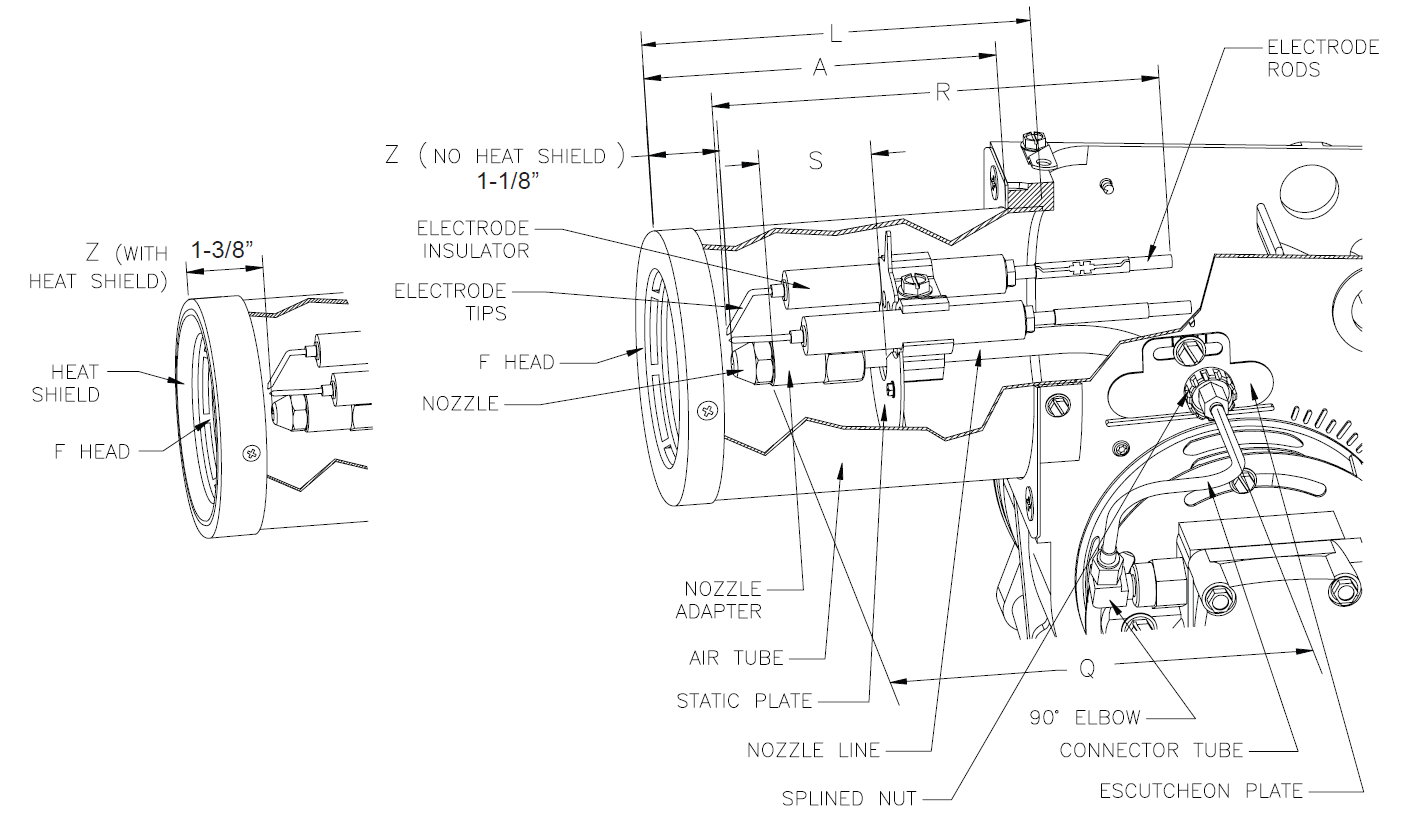 L
A
R
ELECTRODE
RODS
Z (NO HEAT SHIELD)
1-1/8”
S
ELECTRODE
INSULATOR
Z (WITH 1-3/8”
HEAT SHIELD)
ELECTRODE
TIPS
F HEAD
HEAT
SHIELD
NOZZLE
F HEAD
NOZZLE
ADAPTER
AIR TUBE
Q
STATIC PLATE
90° ELBOW
NOZZLE LINE
CONNECTOR TUBE
SPLINED NUT
ESCUTCHEON PLATE